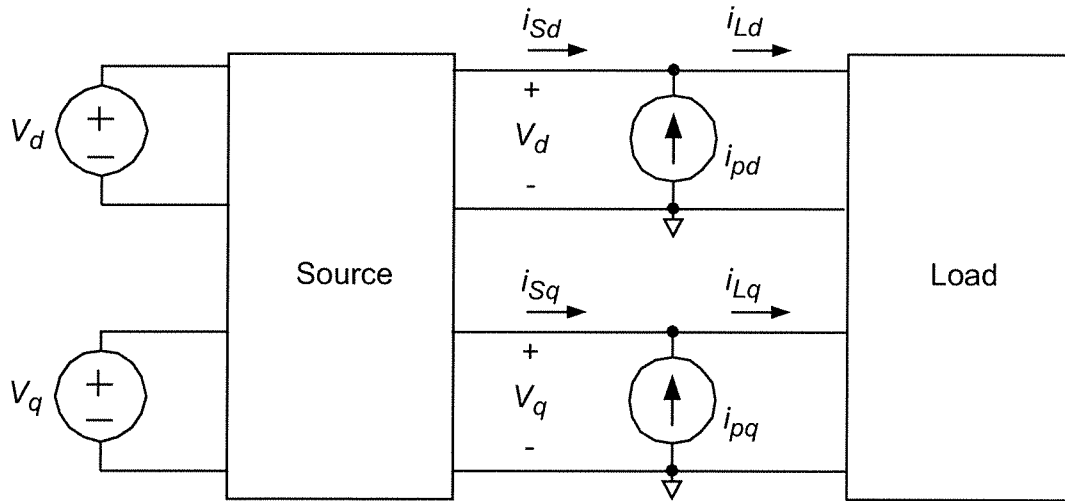 i_Sd
i_Ld
V_d
+
−
+
V_d
-
i_pd
Source
Load
i_Sq
i_Lq
V_q
+
−
+
V_q
-
i_pq